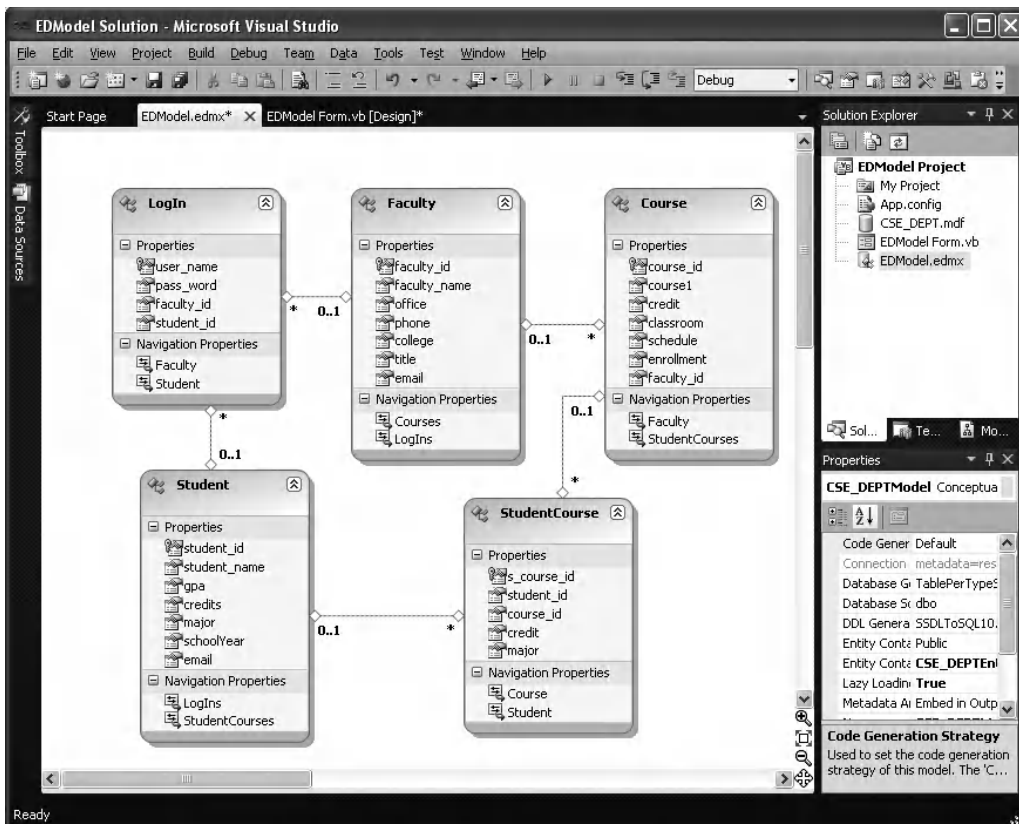 EDModel Solution - Microsoft Visual Studio
File Edit View Project Build Debug Team Data Tools Test Window Help
Debug
Toolbox
Data Sources
Start Page
EDModel.edmx*
EDModel Form.vb [Design]*
LogIn
Properties
user_name
pass_word
faculty_id
student_id
Navigation Properties
Faculty
Student
*
0..1
Faculty
Properties
faculty_id
faculty_name
office
phone
college
title
email
Navigation Properties
Courses
LogIns
0..1
*
Course
Properties
course_id
course1
credit
classroom
schedule
enrollment
faculty_id
Navigation Properties
Faculty
StudentCourses
*
0..1
0..1
*
Student
Properties
student_id
student_name
gpa
credits
major
schoolYear
email
Navigation Properties
LogIns
StudentCourses
0..1
*
StudentCourse
Properties
s_course_id
student_id
course_id
credit
major
Navigation Properties
Course
Student
Solution Explorer
EDModel Project
My Project
App.config
CSE_DEPT.mdf
EDModel Form.vb
EDModel.edmx
Sol... Te... Mo...
Properties
CSE_DEPTModel Conceptua
Code Gener Default
Connection metadata=res
Database G TablePerTypeS
Database Sc dbo
DDL Genera SSDLToSQL10.
Entity Conta Public
Entity Conta CSE_DEPTEnt
Lazy Loadin True
Metadata Ar Embed in Outp
Code Generation Strategy
Used to set the code generation
strategy of this model. The 'C...
Ready